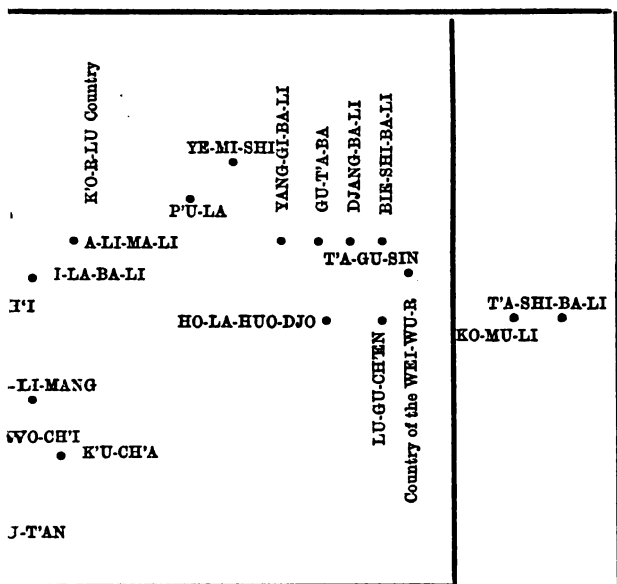 K'O-R-LU Country
YE-MI-SHI
YANG-GI-BA-LI
GU-T'A-BA
DJANG-BA-LI
BIE-SHI-BA-LI
P'U-LA
A-LI-MA-LI
T'A-GU-SIN
I-LA-BA-LI
T'A-SHI-BA-LI
HO-LA-HUO-DJO
KO-MU-LI
LU-GU-CH'EN
Country of the WEI-WU-R
-LI-MANG
WO-CH'I
K'U-CH'A
-T'AN